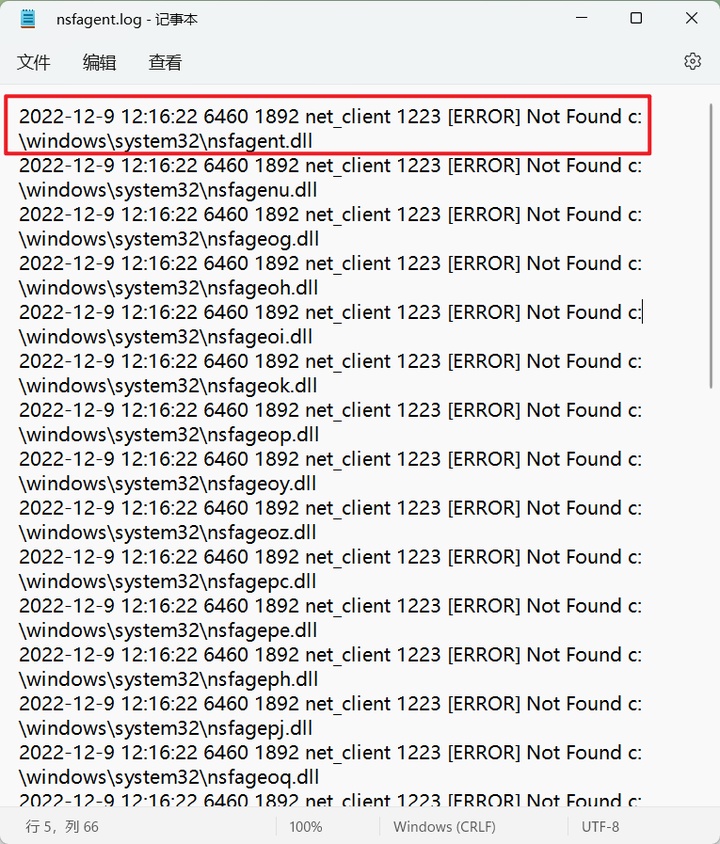 nsfagent.log - 记事本
文件 编辑 查看
2022-12-9 12:16:22 6460 1892 net_client 1223 [ERROR] Not Found c:
\windows\system32\nsfagent.dll
2022-12-9 12:16:22 6460 1892 net_client 1223 [ERROR] Not Found c:
\windows\system32\nsfagenu.dll
2022-12-9 12:16:22 6460 1892 net_client 1223 [ERROR] Not Found c:
\windows\system32\nsfageog.dll
2022-12-9 12:16:22 6460 1892 net_client 1223 [ERROR] Not Found c:
\windows\system32\nsfageoh.dll
2022-12-9 12:16:22 6460 1892 net_client 1223 [ERROR] Not Found c:
\windows\system32\nsfageoi.dll
2022-12-9 12:16:22 6460 1892 net_client 1223 [ERROR] Not Found c:
\windows\system32\nsfageok.dll
2022-12-9 12:16:22 6460 1892 net_client 1223 [ERROR] Not Found c:
\windows\system32\nsfageop.dll
2022-12-9 12:16:22 6460 1892 net_client 1223 [ERROR] Not Found c:
\windows\system32\nsfageoy.dll
2022-12-9 12:16:22 6460 1892 net_client 1223 [ERROR] Not Found c:
\windows\system32\nsfageoz.dll
2022-12-9 12:16:22 6460 1892 net_client 1223 [ERROR] Not Found c:
\windows\system32\nsfagepc.dll
2022-12-9 12:16:22 6460 1892 net_client 1223 [ERROR] Not Found c:
\windows\system32\nsfagepe.dll
2022-12-9 12:16:22 6460 1892 net_client 1223 [ERROR] Not Found c:
\windows\system32\nsfageph.dll
2022-12-9 12:16:22 6460 1892 net_client 1223 [ERROR] Not Found c:
\windows\system32\nsfagepj.dll
2022-12-9 12:16:22 6460 1892 net_client 1223 [ERROR] Not Found c:
\windows\system32\nsfageoq.dll
2022-12-9 12:16:22 6460 1892 net_client 1223 [ERROR] Not Found c:
行 5，列 66 100% Windows (CRLF) UTF-8